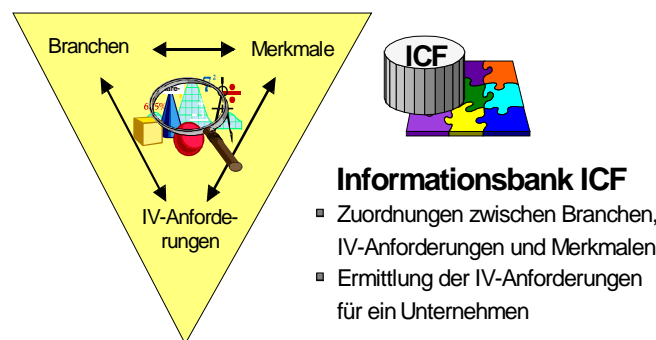 Branchen
Merkmale
IV-Anforde-
rungen
ICF
Informationsbank ICF
Zuordnungen zwischen Branchen,
IV-Anforderungen und Merkmalen
Ermittlung der IV-Anforderungen
für ein Unternehmen